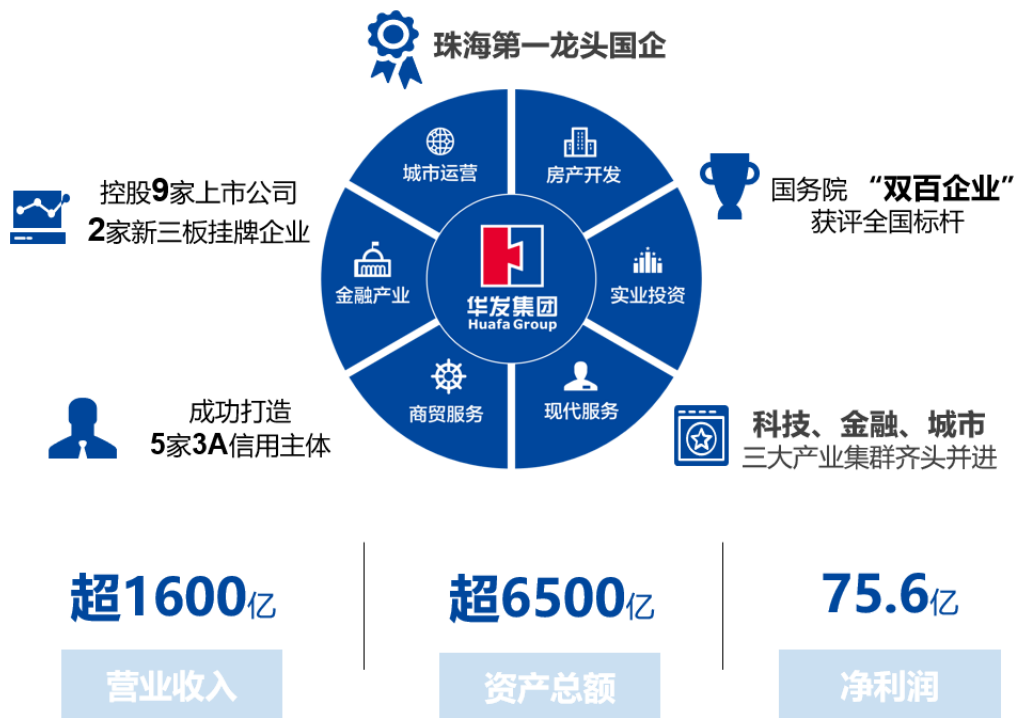 珠海第一龙头国企
城市运营
房产开发
控股9家上市公司
2家新三板挂牌企业
国务院 “双百企业”
获评全国标杆
金融产业
华发集团
Huafa Group
实业投资
商贸服务
现代服务
成功打造
5家3A信用主体
科技、金融、城市
三大产业集群齐头并进
超1600亿
超6500亿
75.6亿
营业收入
资产总额
净利润